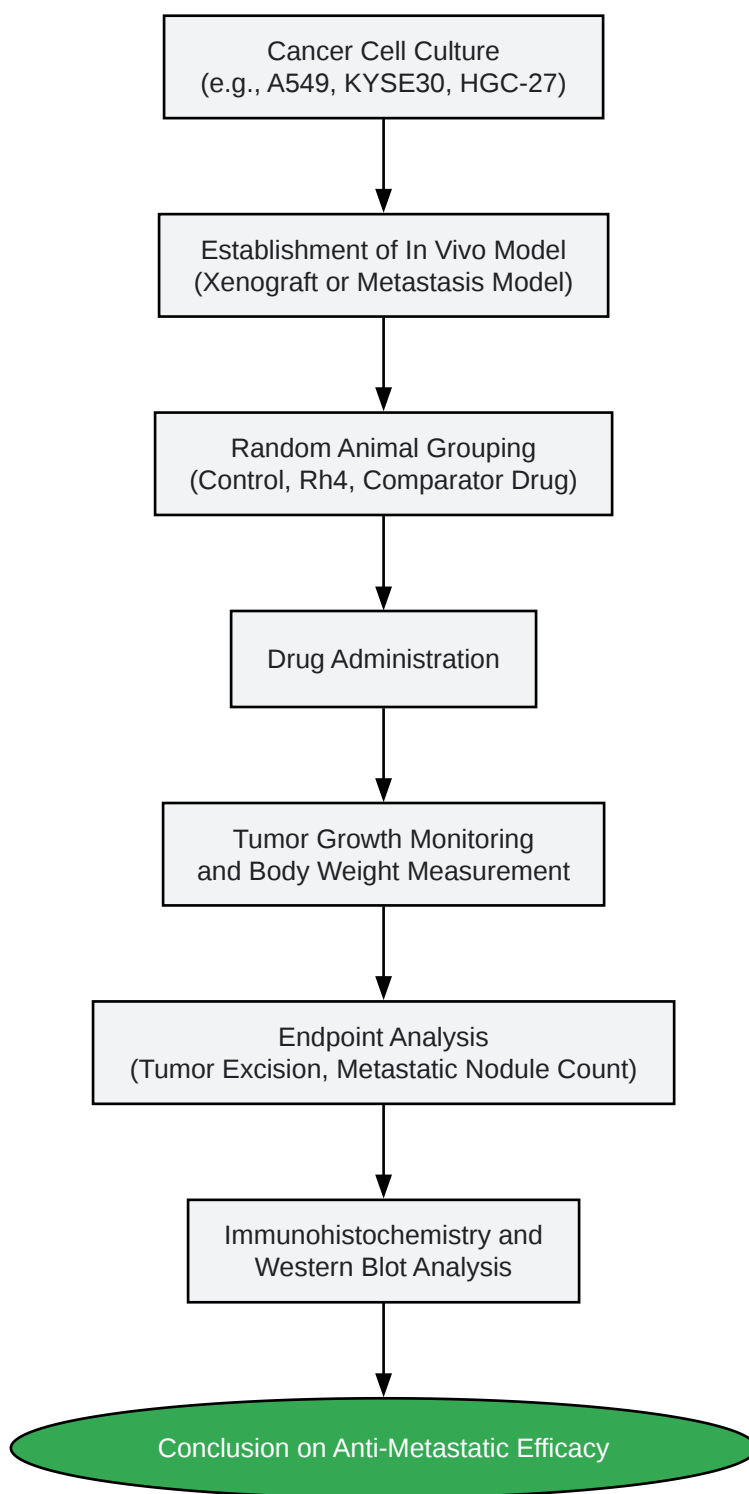 Cancer Cell Culture
(e.g., A549, KYSE30, HGC-27)
Establishment of In Vivo Model
(Xenograft or Metastasis Model)
Random Animal Grouping
(Control, Rh4, Comparator Drug)
Drug Administration
Tumor Growth Monitoring
and Body Weight Measurement
Endpoint Analysis
(Tumor Excision, Metastatic Nodule Count)
Immunohistochemistry and
Western Blot Analysis
Conclusion on Anti-Metastatic Efficacy